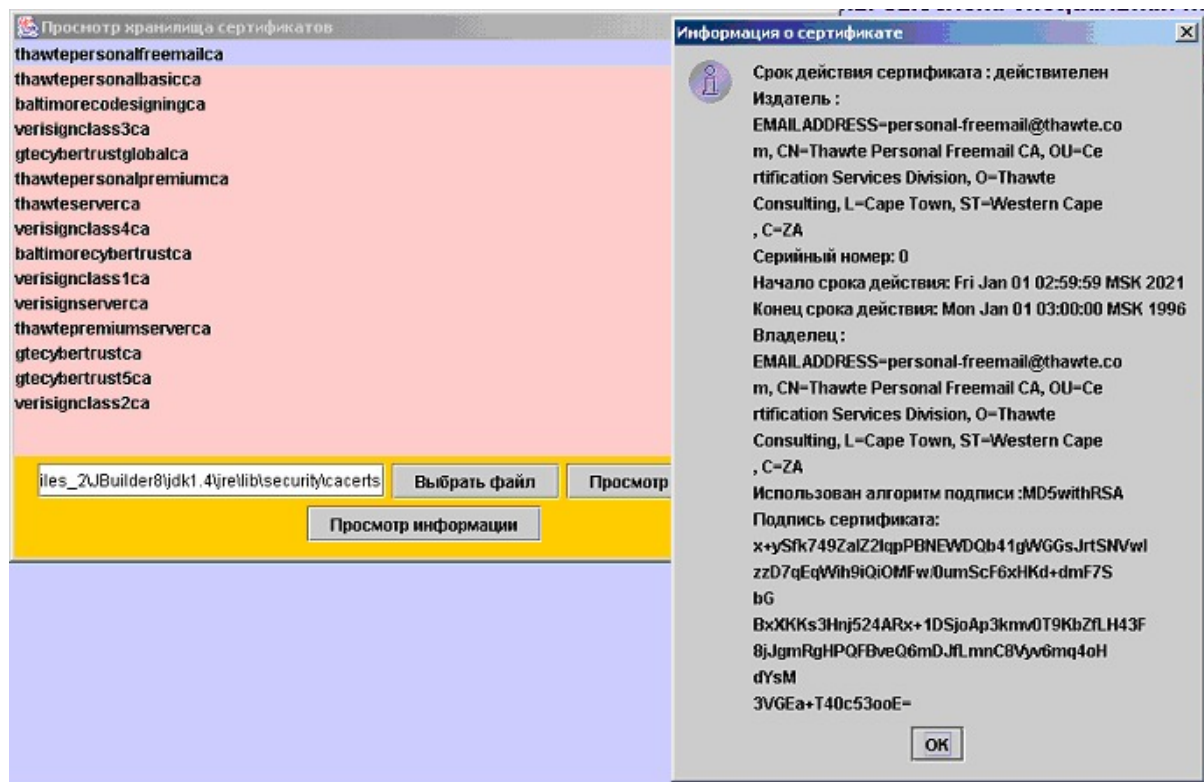 Просмотр хранилища сертификатов
thawtepersonalfreemailca
thawtepersonalbasicca
baltimorecodesigningca
verisignclass3ca
gtecybertrustglobalca
thawtepersonalpremiumca
thawteserverca
verisignclass4ca
baltimorecybertrustca
verisignclass1ca
verisignserverca
thawtepremiumserverca
gtecybertrustca
gtecybertrust5ca
verisignclass2ca
iles_2\JBuilder8\jdk1.4\jre\lib\security\cacerts Выбрать файл Просмотр
Просмотр информации
Информация о сертификате
Срок действия сертификата : действителен
Издатель :
EMAILADDRESS=personal-freemail@thawte.co
m, CN=Thawte Personal Freemail CA, OU=Ce
rtification Services Division, O=Thawte
Consulting, L=Cape Town, ST=Western Cape
, C=ZA
Серийный номер: 0
Начало срока действия: Fri Jan 01 02:59:59 MSK 2021
Конец срока действия: Mon Jan 01 03:00:00 MSK 1996
Владелец :
EMAILADDRESS=personal-freemail@thawte.co
m, CN=Thawte Personal Freemail CA, OU=Ce
rtification Services Division, O=Thawte
Consulting, L=Cape Town, ST=Western Cape
, C=ZA
Использован алгоритм подписи :MD5withRSA
Подпись сертификата:
x+ySfk749ZalZ2IqpPBNEWDQb41gWGGsJrtSNVwI
zzD7qEqWih9iQiOMFw/0umScF6xHKd+dmF7S
bG
BxXKKs3Hnj524ARx+1DSjoAp3kmv0T9KbZfLH43F
8jJgmRgHPQFBveQ6mDJfLmnC8Vyv6mq4oH
dYsM
3VGEa+T40c53ooE=
OK